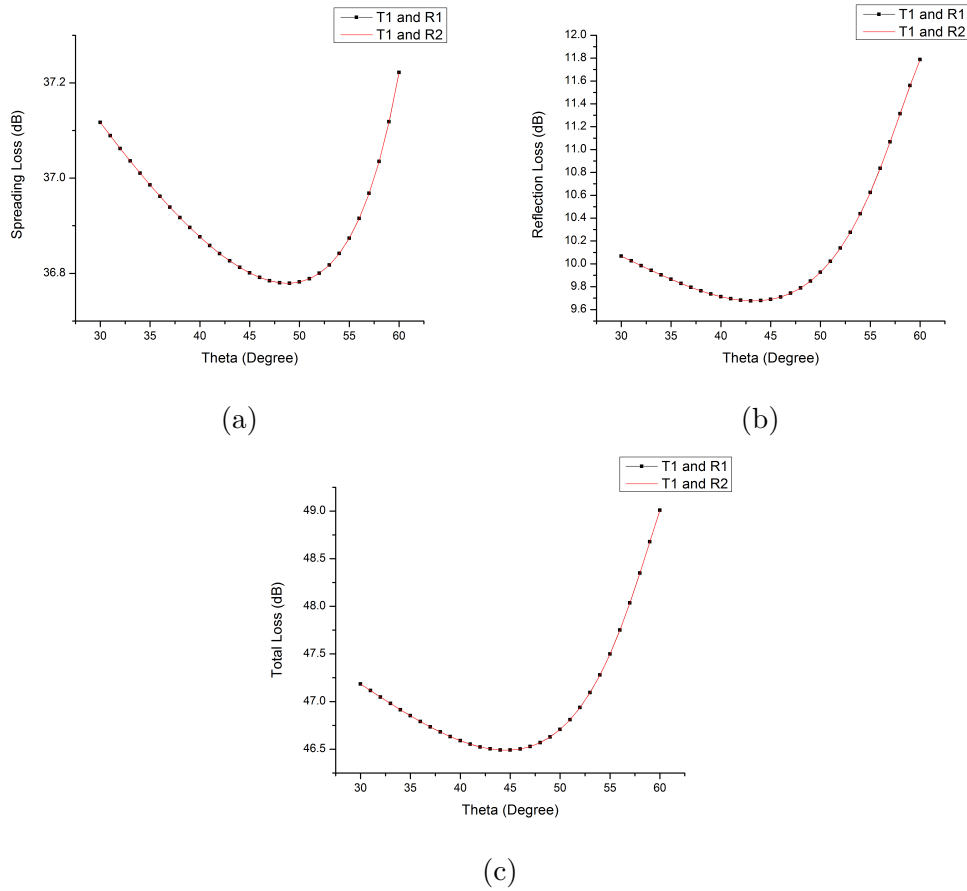 T1 and R1
T1 and R2
37.2
37.0
36.8
Spreading Loss (dB)
30 35 40 45 50 55 60
Theta (Degree)
(a)
T1 and R1
T1 and R2
12.0
11.8
11.6
11.4
11.2
11.0
10.8
10.6
10.4
10.2
10.0
9.8
9.6
Reflection Loss (dB)
30 35 40 45 50 55 60
Theta (Degree)
(b)
T1 and R1
T1 and R2
49.0
48.5
48.0
47.5
47.0
46.5
Total Loss (dB)
30 35 40 45 50 55 60
Theta (Degree)
(c)